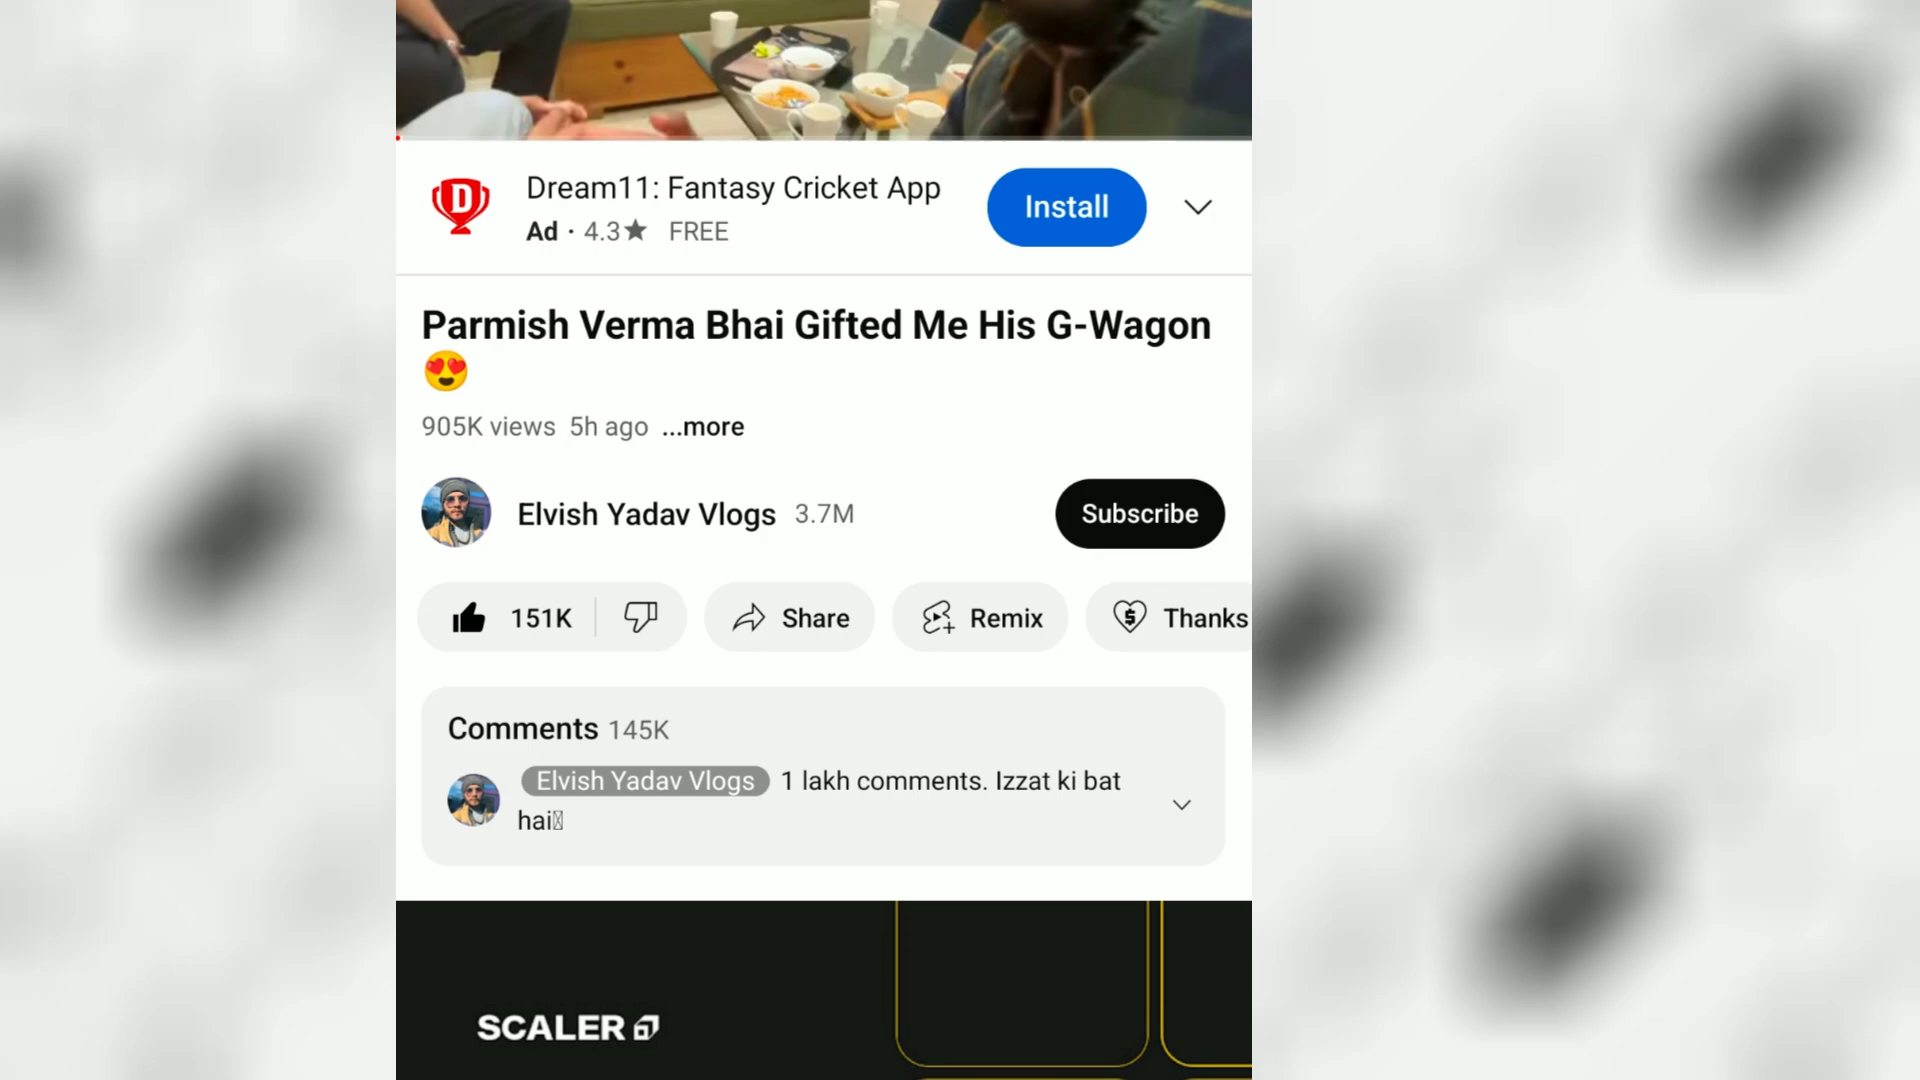 D
Dream11: Fantasy Cricket App
Install
Ad · 4.3★ FREE
Parmish Verma Bhai Gifted Me His G-Wagon
😍
905K views 5h ago ...more
Elvish Yadav Vlogs 3.7M
Subscribe
151K
Share
Remix
Thanks
Comments 145K
Elvish Yadav Vlogs 1 lakh comments. Izzat ki bat
hai
SCALER